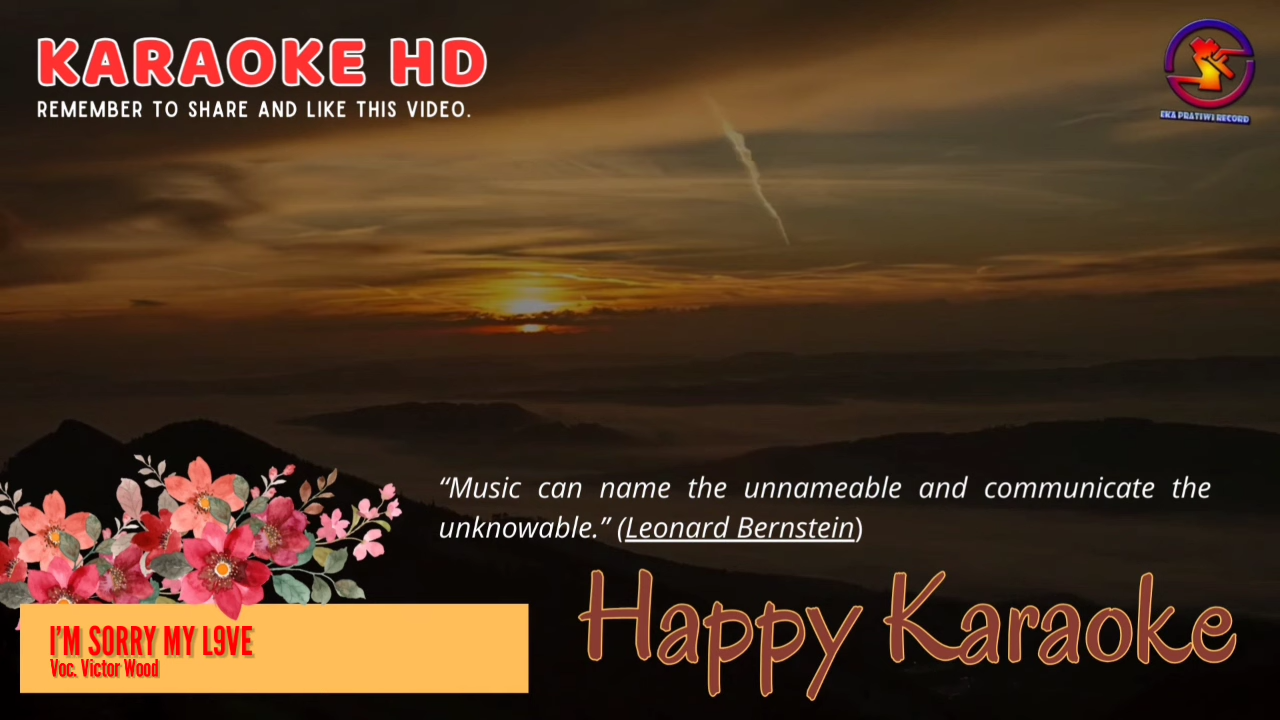 KARAOKE HD
REMEMBER TO SHARE AND LIKE THIS VIDEO.
EKA PRATIWI RECORD
“Music can name the unnameable and communicate the
unknowable.” (Leonard Bernstein)
Happy Karaoke
I'M SORRY MY L9VE
Voc. Victor Wood